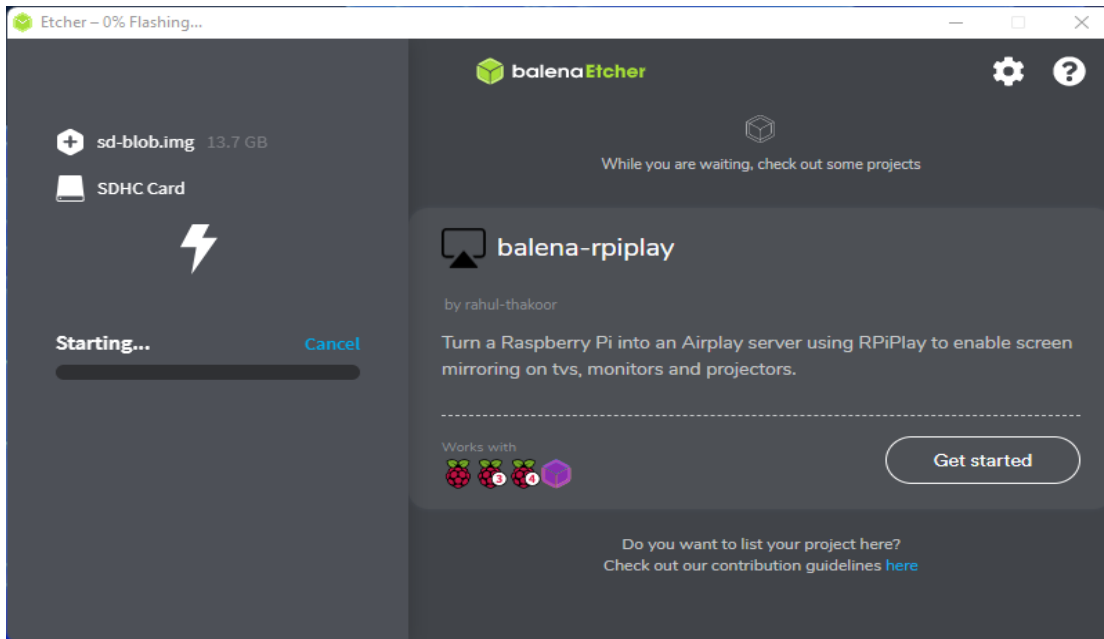 Etcher – 0% Flashing...
balenaEtcher
sd-blob.img 13.7 GB
SDHC Card
Starting...
Cancel
While you are waiting, check out some projects
balena-rpiplay
by rahul-thakoor
Turn a Raspberry Pi into an Airplay server using RPiPlay to enable screen
mirroring on tvs, monitors and projectors.
Works with
3
4
Get started
Do you want to list your project here?
Check out our contribution guidelines here